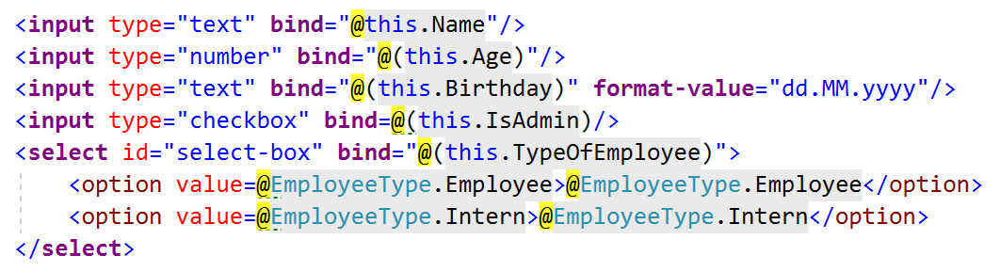 <input type="text" bind="@this.Name"/>
<input type="number" bind="@(this.Age)"/>
<input type="text" bind="@(this.Birthday)" format-value="dd.MM.yyyy"/>
<input type="checkbox" bind=@(this.IsAdmin)/>
<select id="select-box" bind="@(this.TypeOfEmployee)">
<option value=@EmployeeType.Employee>@EmployeeType.Employee</option>
<option value=@EmployeeType.Intern>@EmployeeType.Intern</option>
</select>